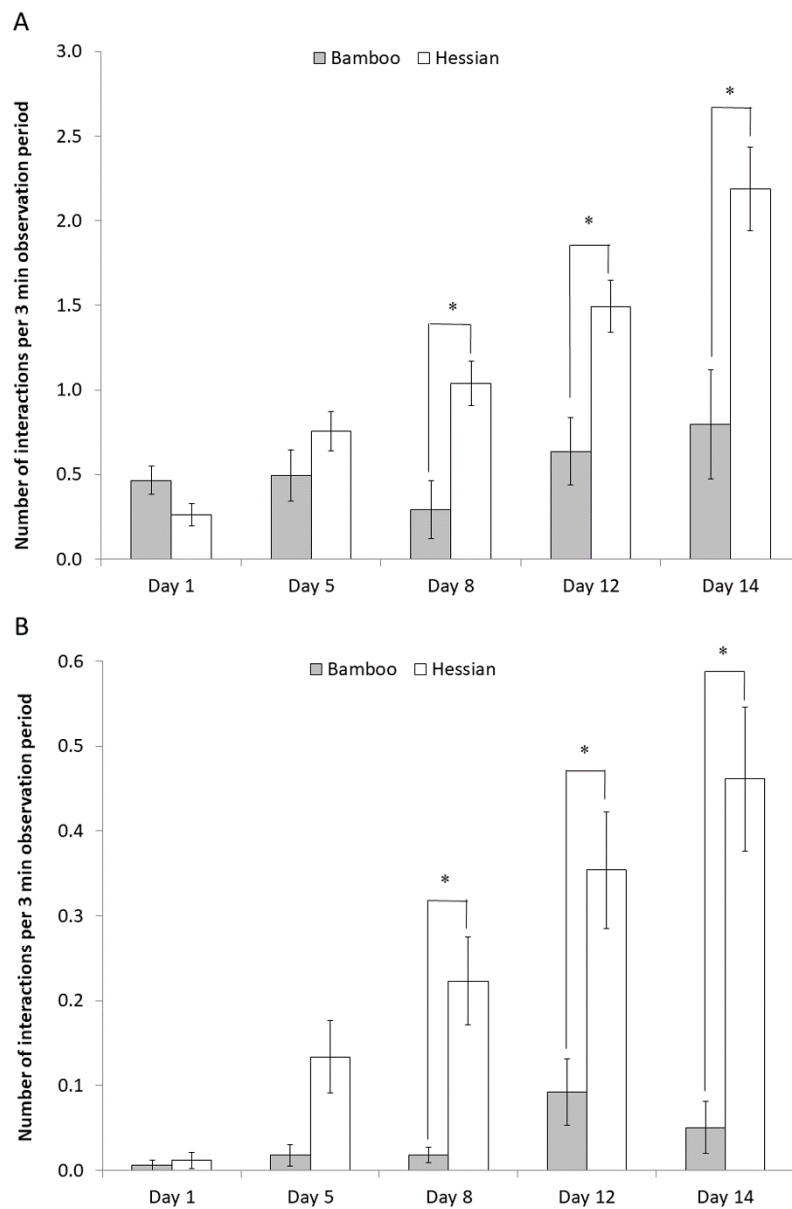 A
Bamboo Hessian
Number of interactions per 3 min observation period
3.0
2.5
2.0
1.5
1.0
0.5
0.0
*
*
*
Day 1 Day 5 Day 8 Day 12 Day 14
B
Bamboo Hessian
Number of interactions per 3 min observation period
0.6
0.5
0.4
0.3
0.2
0.1
0.0
*
*
*
Day 1 Day 5 Day 8 Day 12 Day 14